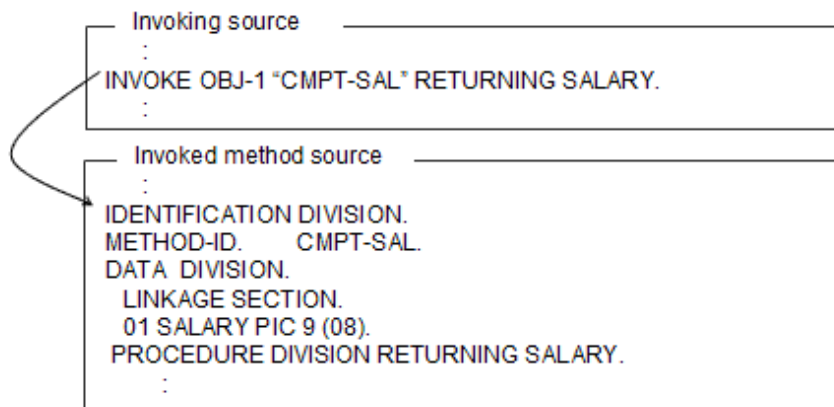 Invoking source
:
INVOKE OBJ-1 “CMPT-SAL” RETURNING SALARY.
:
Invoked method source
:
IDENTIFICATION DIVISION.
METHOD-ID. CMPT-SAL.
DATA DIVISION.
LINKAGE SECTION.
01 SALARY PIC 9 (08).
PROCEDURE DIVISION RETURNING SALARY.
: